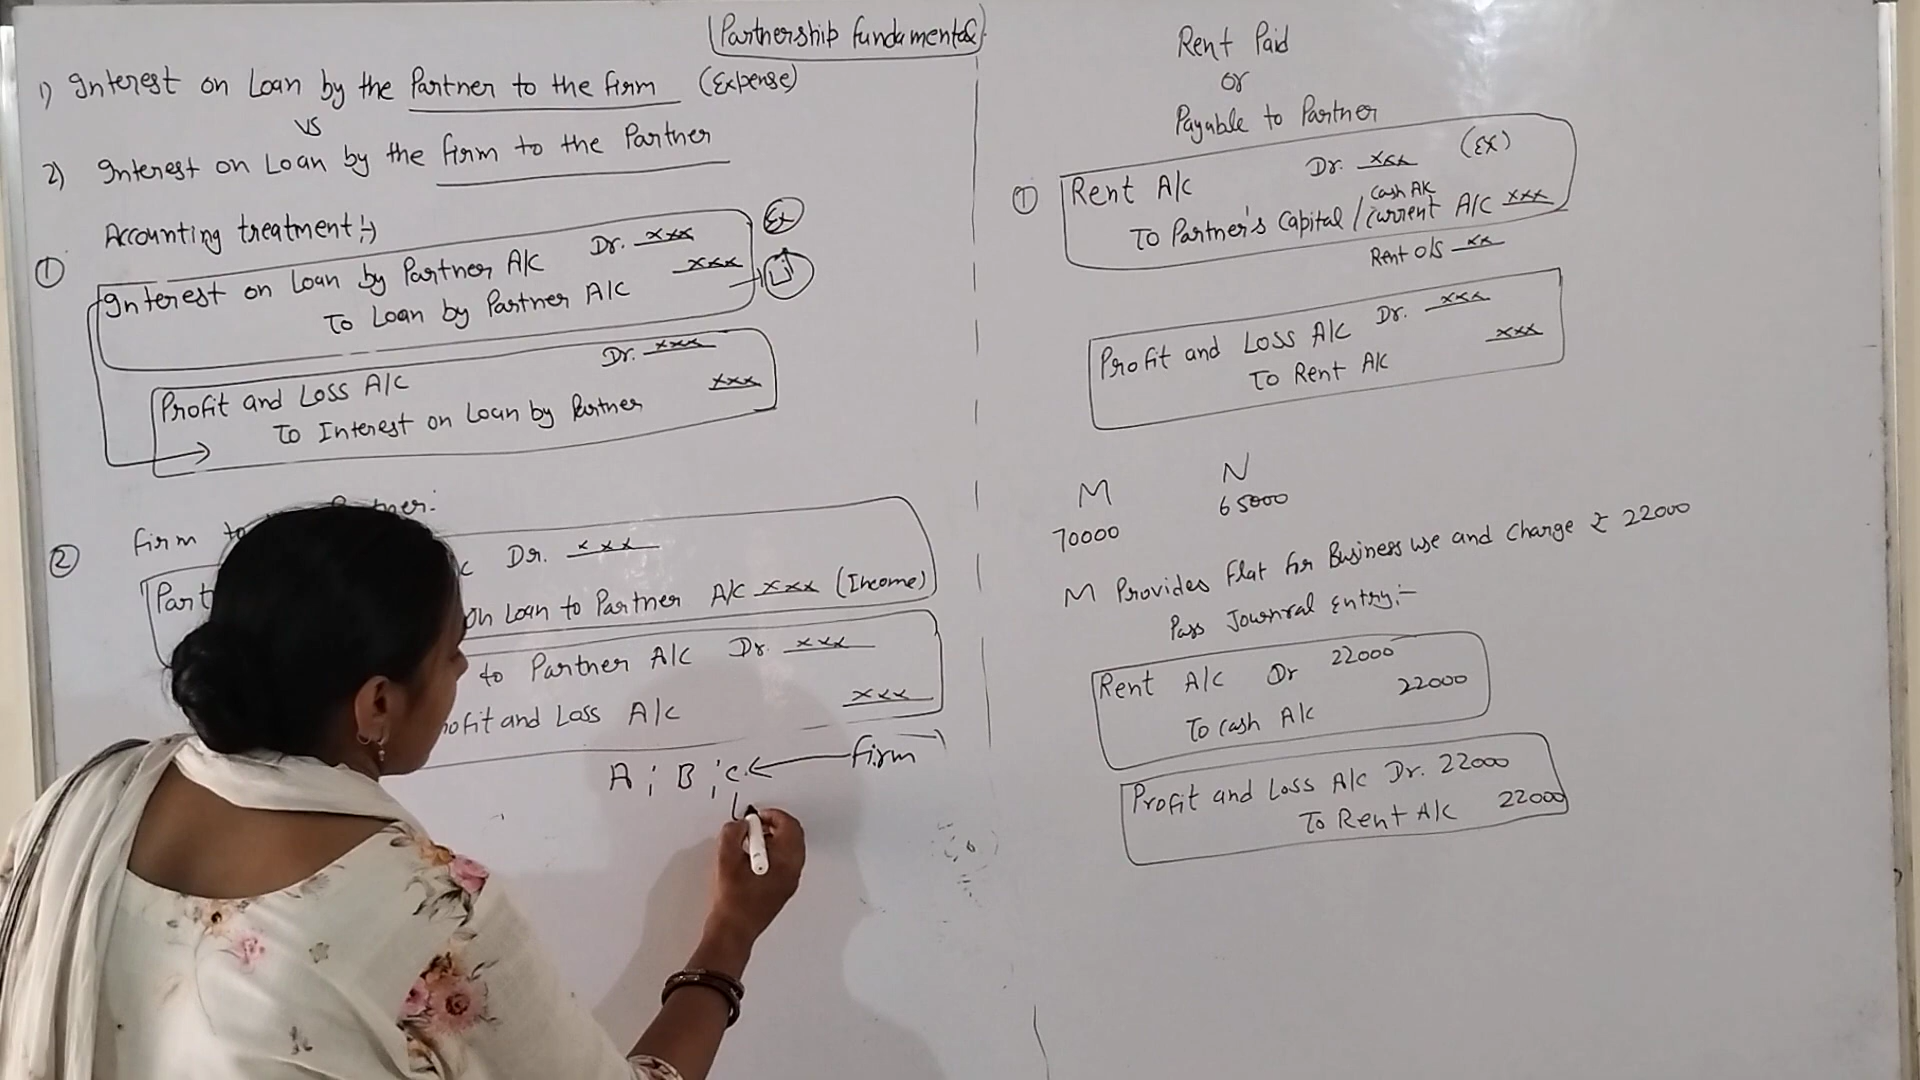 Partnership fundamental
1) Interest on Loan by the Partner to the firm (Expense)
vs
2) Interest on Loan by the firm to the Partner
Accounting treatment:-)
① Interest on Loan by Partner A/C Dr. xxx (Ex)
To Loan by Partner A/C xxx
Profit and Loss A/C Dr. xxx
To Interest on Loan by Partner xxx
② firm to
Part Dr. xxx
on Loan to Partner A/C xxx (Income)
to Partner A/C Dr. xxx
and Loss A/C xxx
A ; B ; C. ← firm
Rent Paid
or
Payable to Partner
① Rent A/C Dr. xxx (EX)
Cash A/C
To Partner's Capital / Current A/C xxx
Rent O/S xx
Profit and Loss A/C Dr. xxx
To Rent A/C xxx
M N
70000 65000
M Provides flat for Business use and Charge ₹ 22000
Pass Journral entry:-
Rent A/C Dr 22000
To cash A/C 22000
Profit and Loss A/C Dr. 22000
To Rent A/C 22000